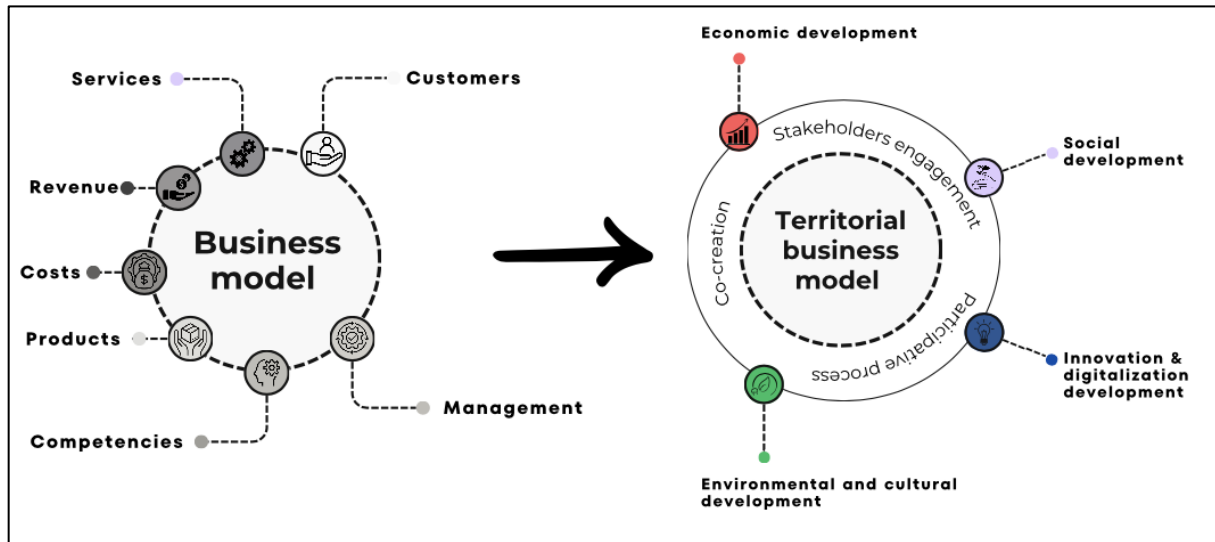 Services
Customers
Revenue
Costs
Products
Competencies
Management
Business
model
Economic development
Social
development
Innovation &
digitalization
development
Environmental and cultural
development
Stakeholders engagement
Participative process
Co-creation
Territorial
business
model